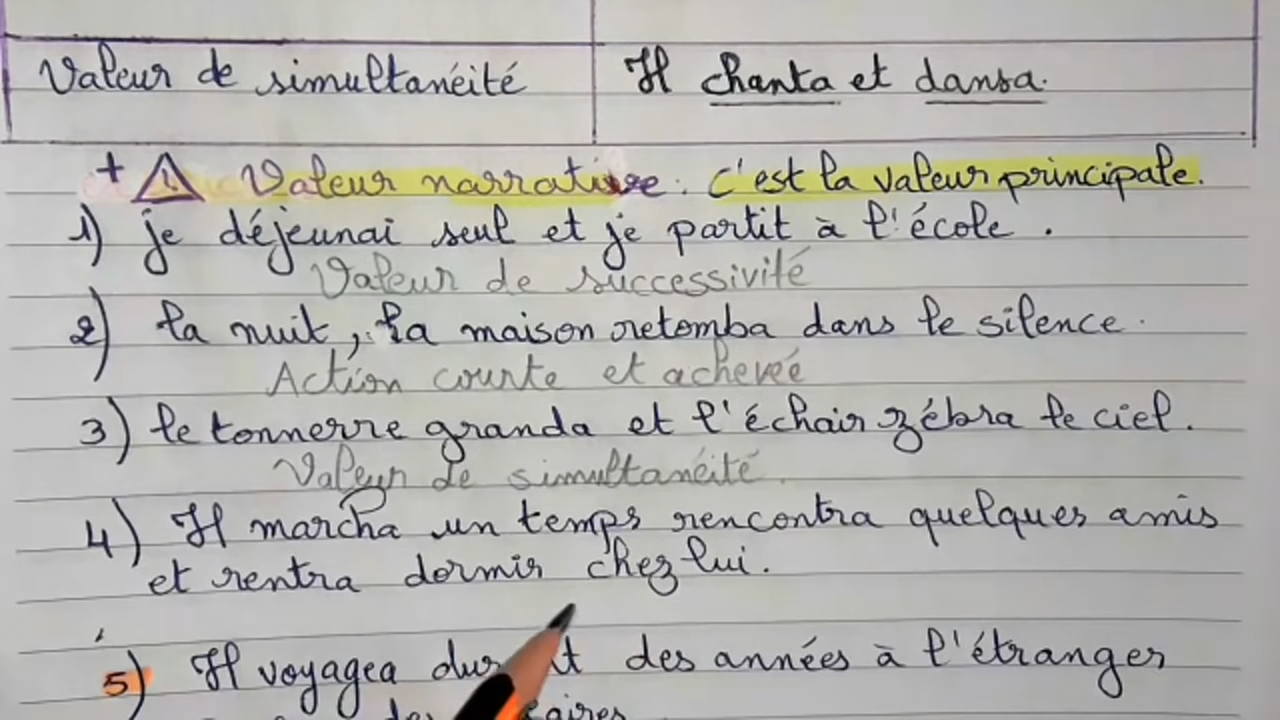 Valeur de simultanéité
Il chanta et dansa.
+ ! Valeur narrative : c'est la valeur principale.
1) je déjeunai seul et je partit à l'école .
Valeur de successivité
2) la nuit, la maison retomba dans le silence.
Action courte et achevée
3) le tonnerre granda et l'échair zébra le ciel.
Valeur de simultanéité.
4) Il marcha un temps rencontra quelques amis
et rentra dormir chez lui.
5) Il voyagea des années à l'étranger